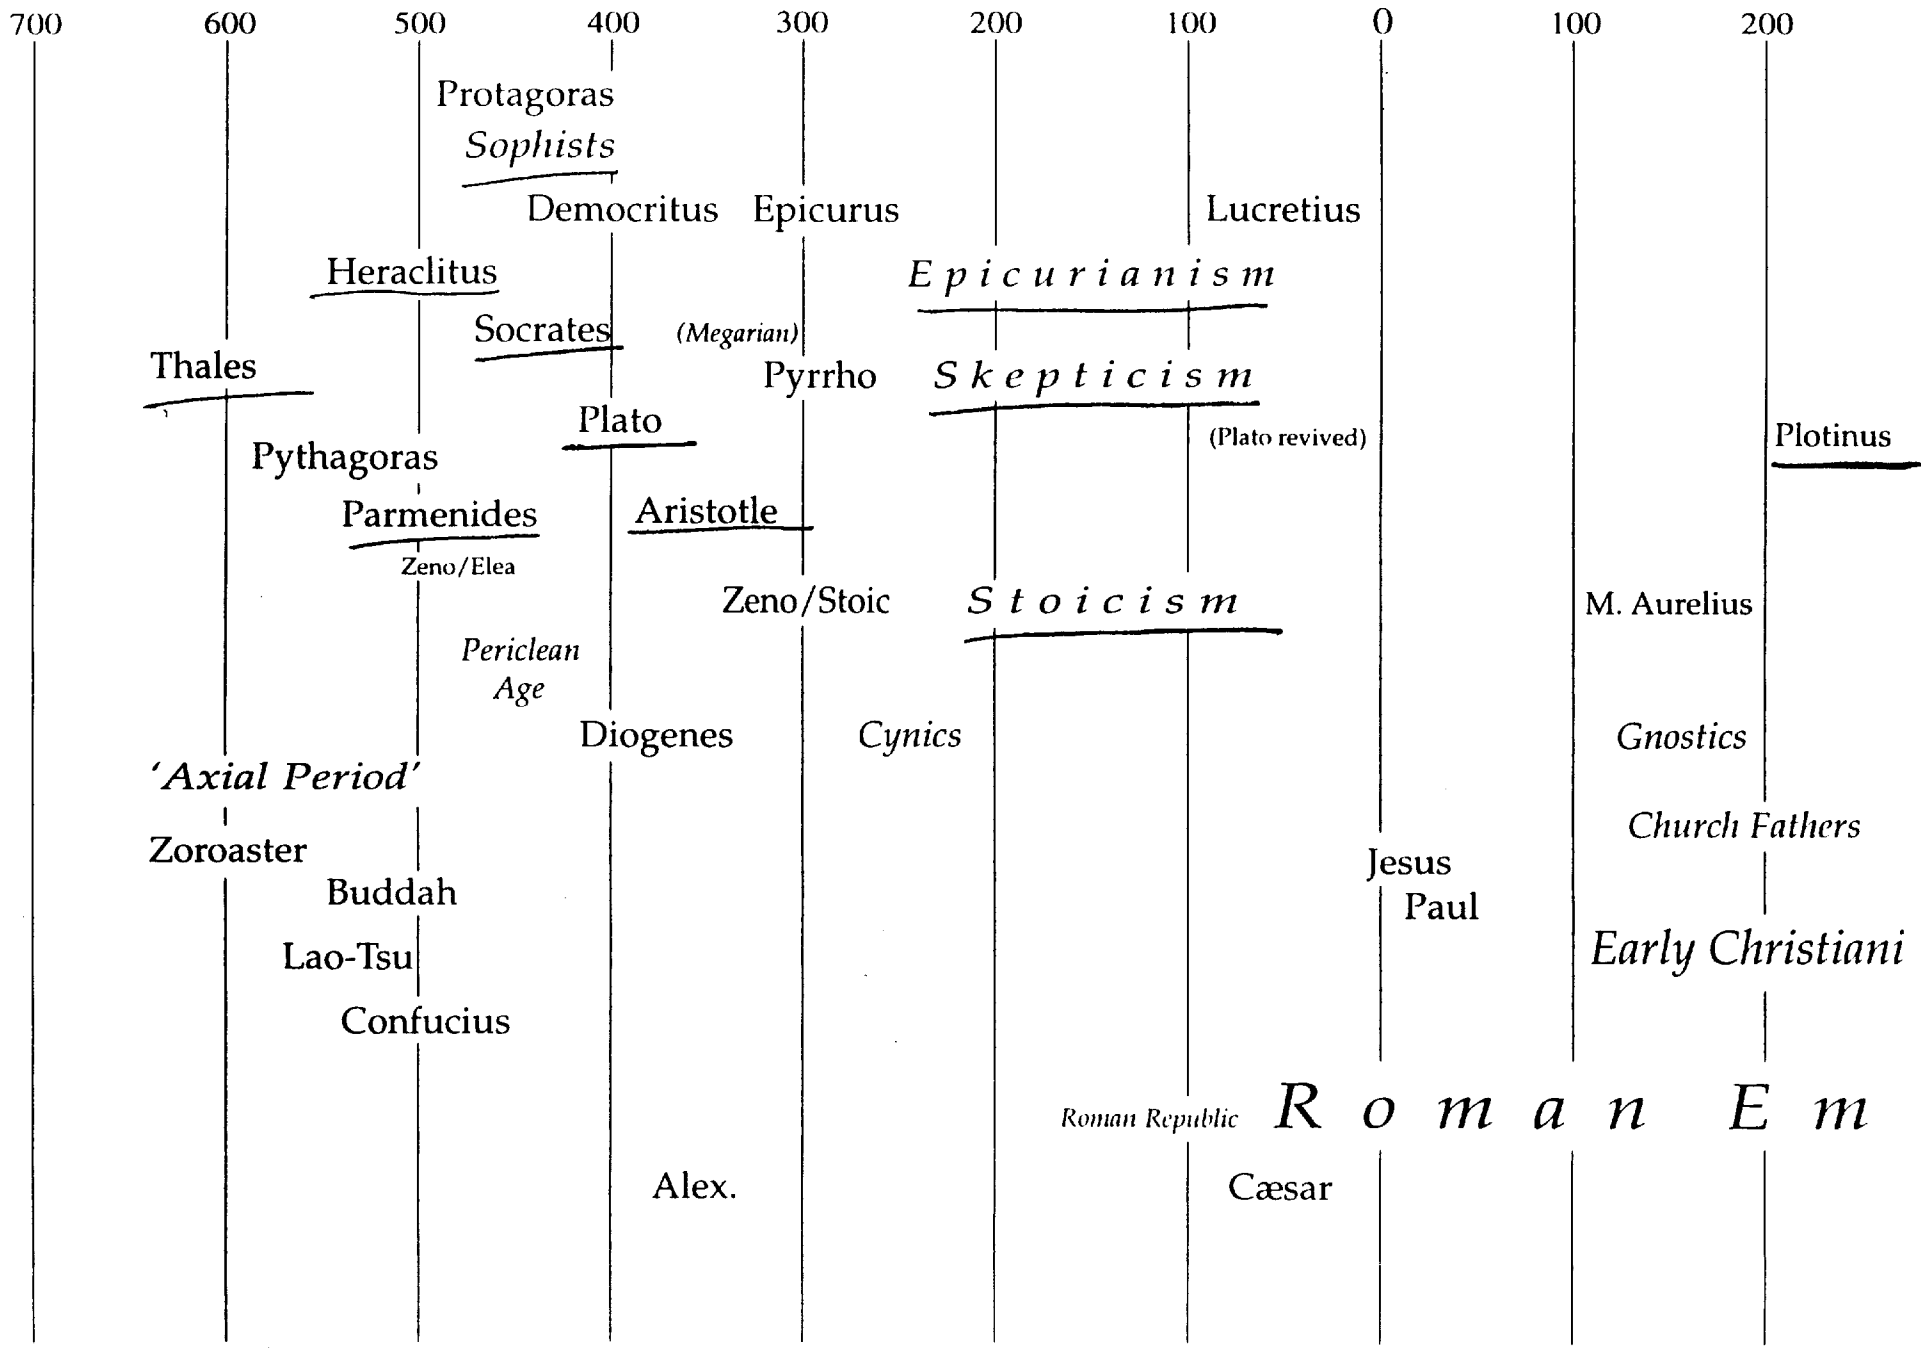 700 600 500 400 300 200 100 0 100 200
Protagoras
Sophists
Democritus Epicurus Lucretius
Heraclitus Epicurianism
Socrates (Megarian)
Thales Pyrrho Skepticism
Plato (Plato revived) Plotinus
Pythagoras
Parmenides Aristotle
Zeno/Elea
Zeno/Stoic Stoicism M. Aurelius
Periclean
Age
Diogenes Cynics Gnostics
'Axial Period'
Church Fathers
Zoroaster Jesus
Buddah Paul
Lao-Tsu Early Christiani
Confucius
Roman Republic Roman Em
Alex. Cæsar